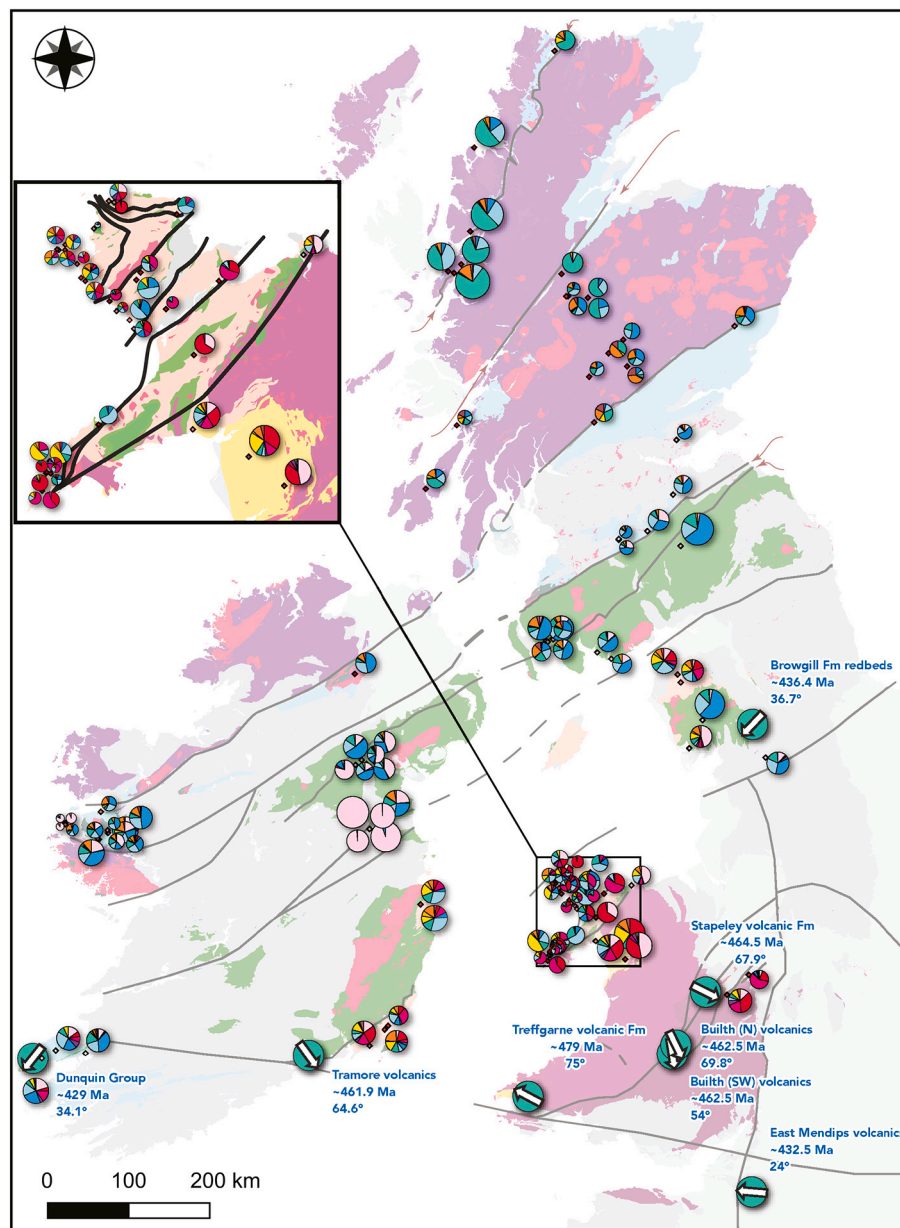 Browgill Fm redbeds
~436.4 Ma
36.7°
Stapeley volcanic Fm
~464.5 Ma
67.9°
Treffgarne volcanic Fm
~479 Ma
75°
Builth (N) volcanics
~462.5 Ma
69.8°
Builth (SW) volcanics
~462.5 Ma
54°
Dunquin Group
~429 Ma
34.1°
Tramore volcanics
~461.9 Ma
64.6°
East Mendips volcanic
~432.5 Ma
24°
0 100 200 km